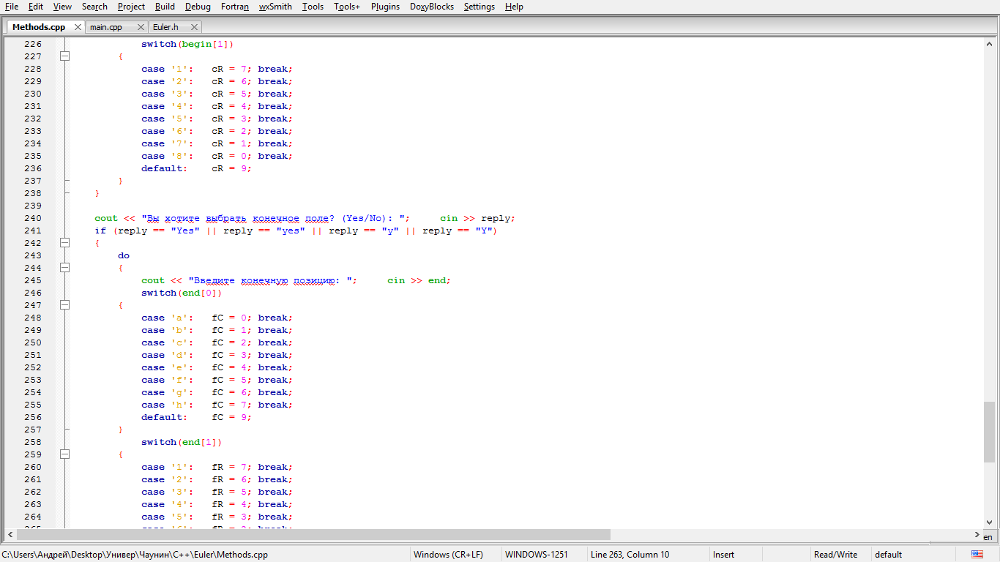 File Edit View Search Project Build Debug Fortran wxSmith Tools Tools+ Plugins DoxyBlocks Settings Help
Methods.cpp main.cpp Euler.h
226 switch(begin[1])
227 {
228 case '1': cR = 7; break;
229 case '2': cR = 6; break;
230 case '3': cR = 5; break;
231 case '4': cR = 4; break;
232 case '5': cR = 3; break;
233 case '6': cR = 2; break;
234 case '7': cR = 1; break;
235 case '8': cR = 0; break;
236 default: cR = 9;
237 }
238 }
239
240 cout << "Вы хотите выбрать конечное поле? (Yes/No): "; cin >> reply;
241 if (reply == "Yes" || reply == "yes" || reply == "y" || reply == "Y")
242 {
243 do
244 {
245 cout << "Введите конечную позицию: "; cin >> end;
246 switch(end[0])
247 {
248 case 'a': fC = 0; break;
249 case 'b': fC = 1; break;
250 case 'c': fC = 2; break;
251 case 'd': fC = 3; break;
252 case 'e': fC = 4; break;
253 case 'f': fC = 5; break;
254 case 'g': fC = 6; break;
255 case 'h': fC = 7; break;
256 default: fC = 9;
257 }
258 switch(end[1])
259 {
260 case '1': fR = 7; break;
261 case '2': fR = 6; break;
262 case '3': fR = 5; break;
263 case '4': fR = 4; break;
264 case '5': fR = 3; break;
en
C:\Users\Андрей\Desktop\Универ\Чаунин\C++\Euler\Methods.cpp Windows (CR+LF) WINDOWS-1251 Line 263, Column 10 Insert Read/Write default